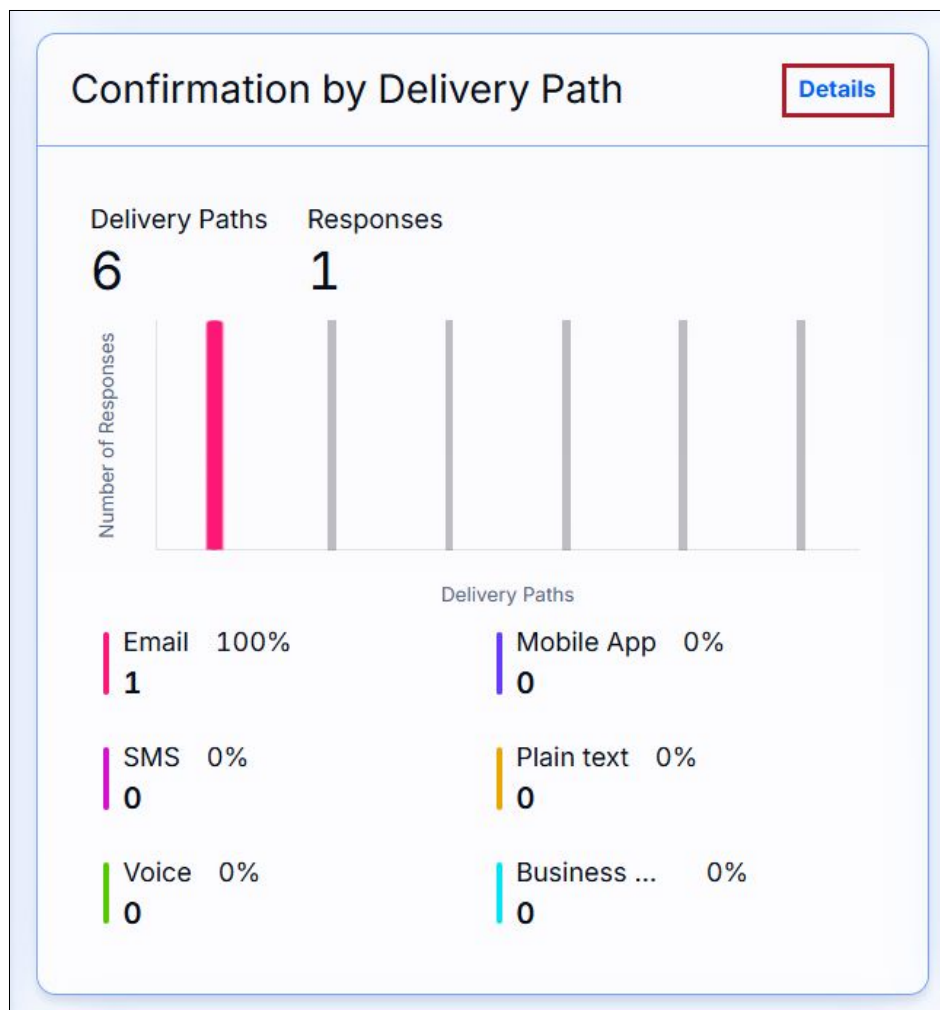 Confirmation by Delivery Path
Details
Delivery Paths
Responses
6
1
Number of Responses
Delivery Paths
Email 100%
1
Mobile App 0%
0
SMS 0%
0
Plain text 0%
0
Voice 0%
0
Business ... 0%
0